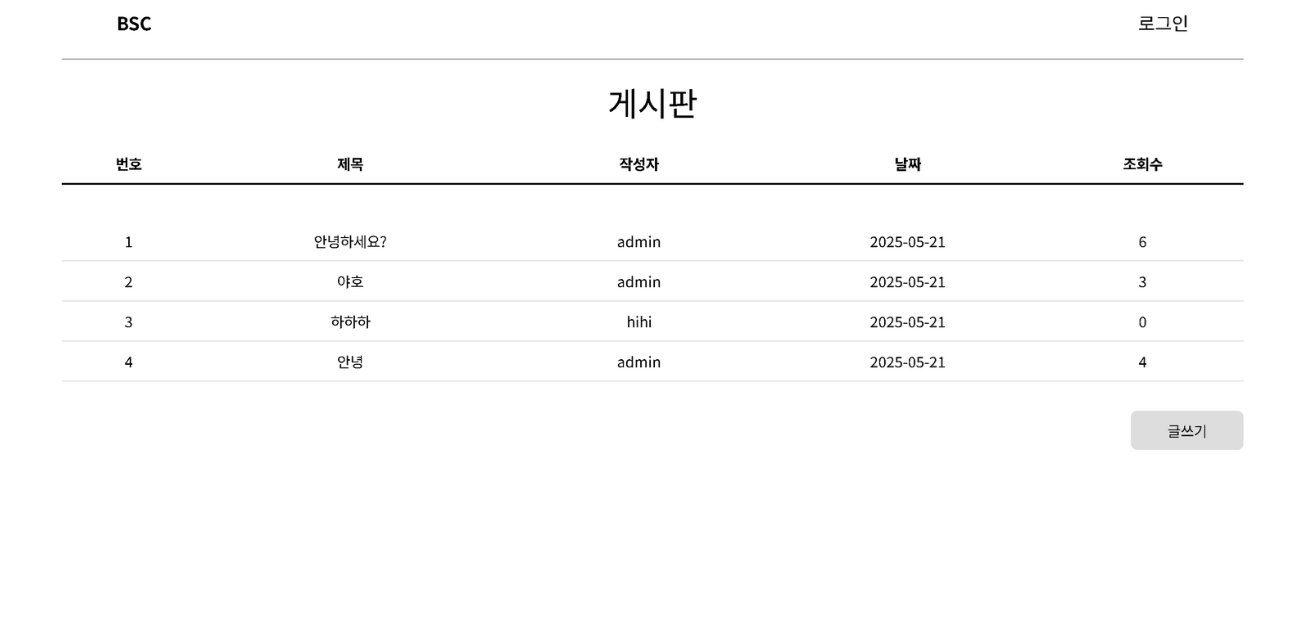 BSC 로그인
게시판
번호 제목 작성자 날짜 조회수
1 안녕하세요? admin 2025-05-21 6
2 야호 admin 2025-05-21 3
3 하하하 hihi 2025-05-21 0
4 안녕 admin 2025-05-21 4
글쓰기